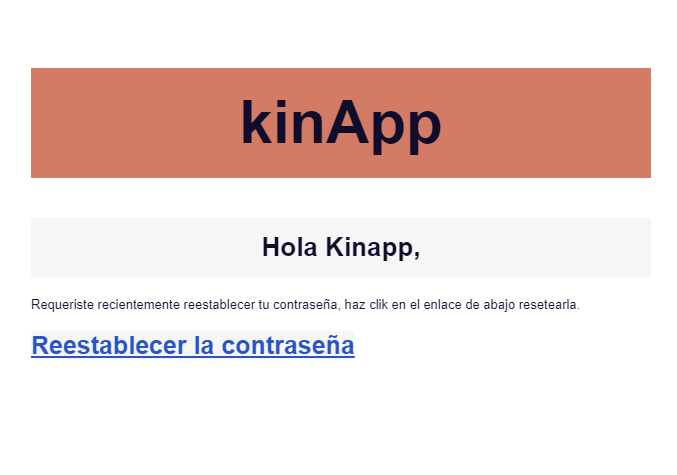 kinApp
Hola Kinapp,
Requeriste recientemente reestablecer tu contraseña, haz clik en el enlace de abajo resetearla.
Reestablecer la contraseña